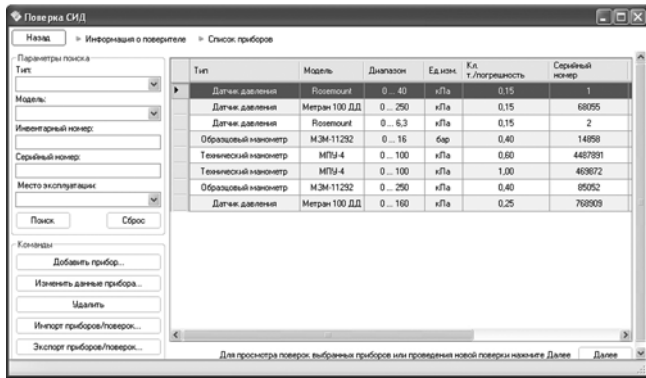 Поверка СИД
Назад ► Информация о поверителе ► Список приборов
Параметры поиска
Тип:
Модель:
Инвентарный номер:
Серийный номер:
Место эксплуатации:
Поиск Сброс
Команды
Добавить прибор...
Изменить данные прибора...
Удалить
Импорт приборов/поверок...
Экспорт приборов/поверок...
Тип Модель Диапазон Ед.изм. Кл. т./погрешность Серийный номер
Датчик давления Rosemount 0 ... 40 кПа 0,15 1
Датчик давления Метран 100 ДД 0 ... 250 кПа 0,15 68055
Датчик давления Rosemount 0 ... 6,3 кПа 0,15 2
Образцовый манометр МЗМ-11292 0 ... 16 бар 0,40 14858
Технический манометр МПУ-4 0 ... 100 кПа 0,60 4487891
Технический манометр МПУ-4 0 ... 100 кПа 1,00 469872
Образцовый манометр МЗМ-11292 0 ... 250 кПа 0,40 85052
Датчик давления Метран 100 ДД 0 ... 160 кПа 0,25 768909
Для просмотра поверок выбранных приборов или проведения новой поверки нажмите Далее Далее